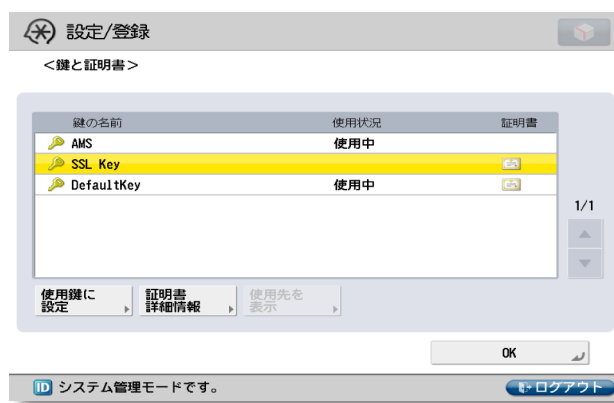 設定/登録
<鍵と証明書>
鍵の名前 使用状況 証明書
AMS 使用中
SSL Key
DefaultKey 使用中
1/1
使用鍵に
設定
証明書
詳細情報
使用先を
表示
OK
ID システム管理モードです。
ログアウト